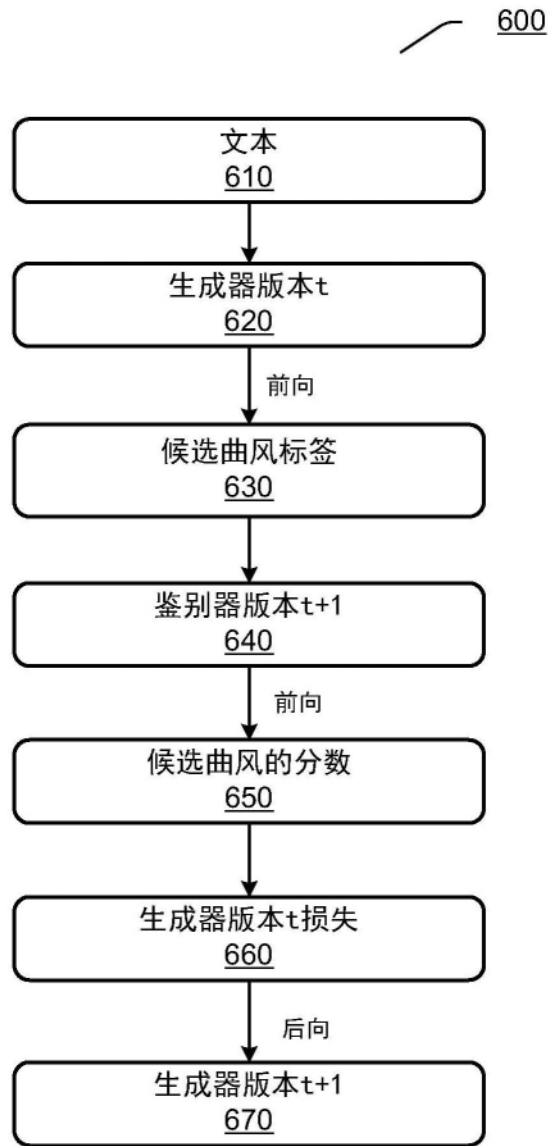 600
文本
610
生成器版本t
620
前向
候选曲风标签
630
鉴别器版本t+1
640
前向
候选曲风的分数
650
生成器版本t损失
660
后向
生成器版本t+1
670